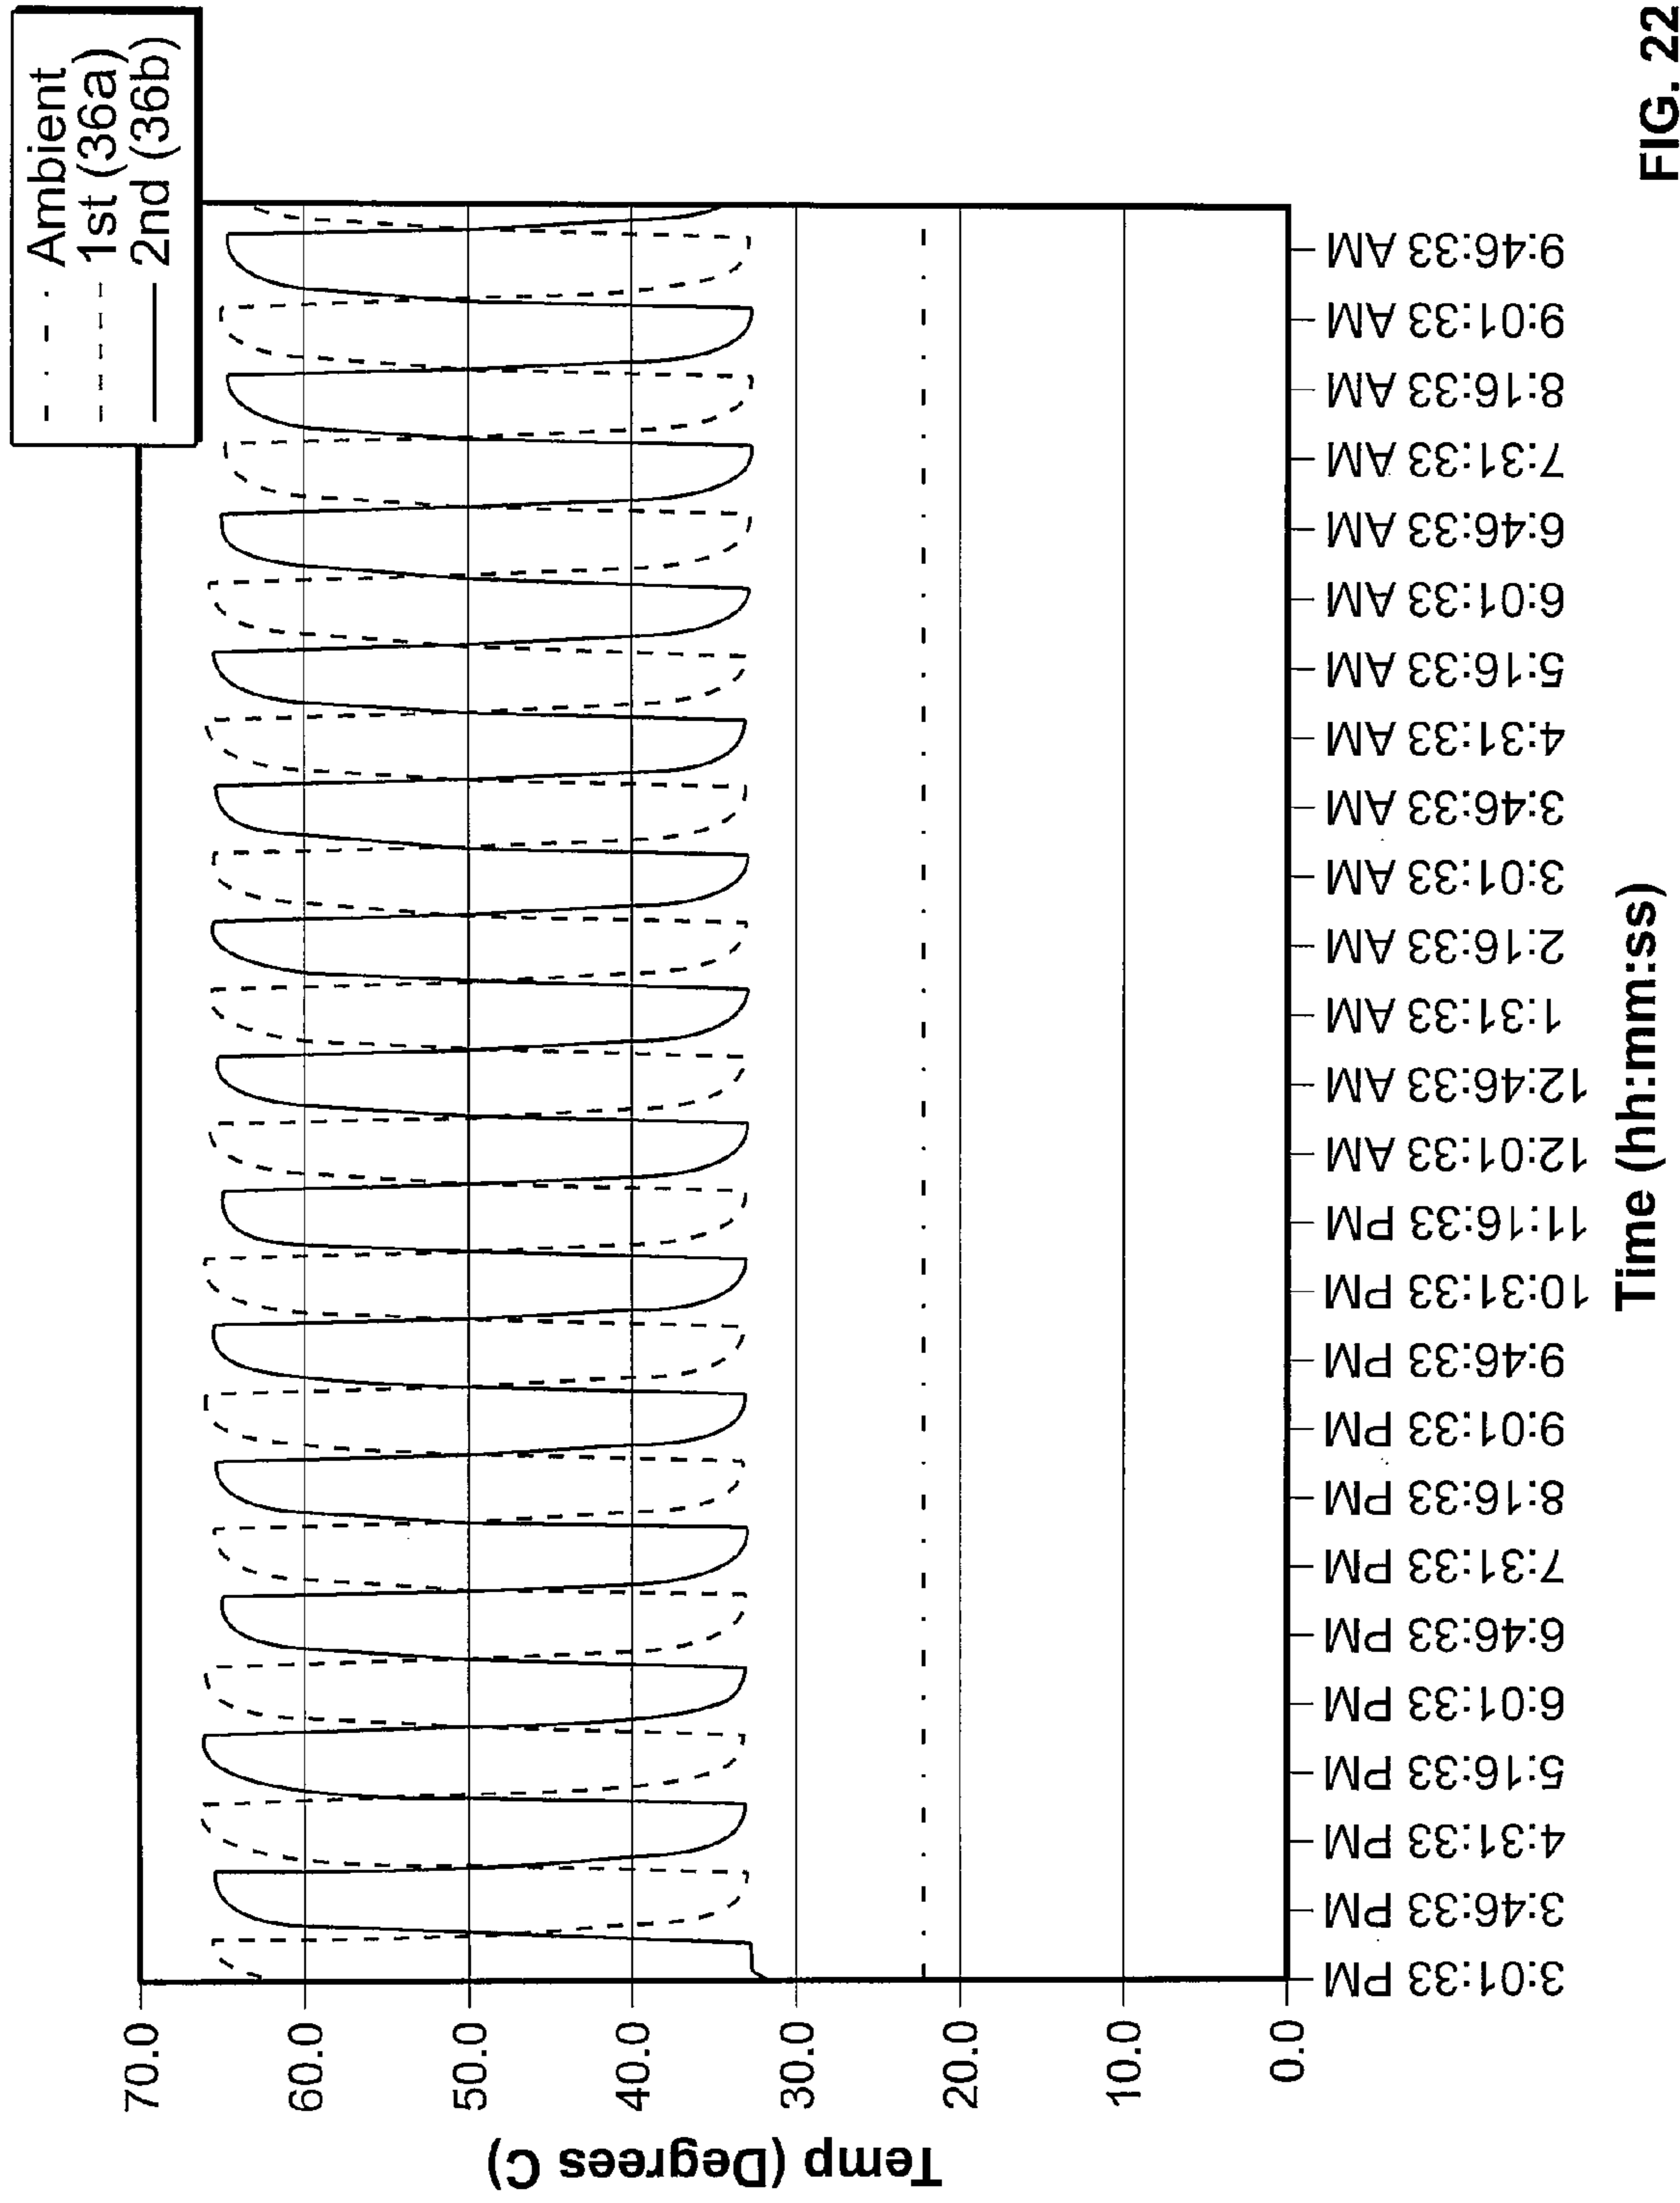 Ambient
1st (36a)
2nd (36b)
Temp (Degrees C)
70.0
60.0
50.0
40.0
30.0
20.0
10.0
0.0
3:01:33 PM
3:46:33 PM
4:31:33 PM
5:16:33 PM
6:01:33 PM
6:46:33 PM
7:31:33 PM
8:16:33 PM
9:01:33 PM
9:46:33 PM
10:31:33 PM
11:16:33 PM
12:01:33 AM
12:46:33 AM
1:31:33 AM
2:16:33 AM
3:01:33 AM
3:46:33 AM
4:31:33 AM
5:16:33 AM
6:01:33 AM
6:46:33 AM
7:31:33 AM
8:16:33 AM
9:01:33 AM
9:46:33 AM
Time (hh:mm:ss)
FIG. 22